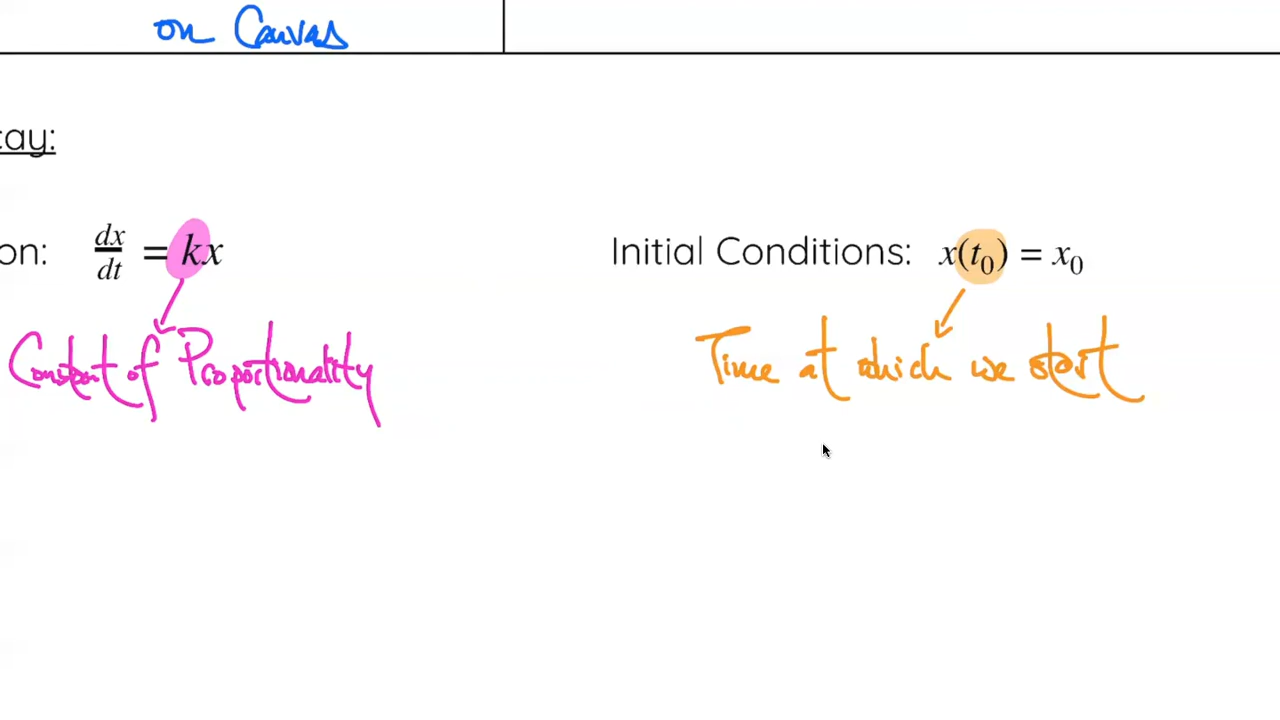 on Canvas
cay:
on: dx/dt = kx
Initial Conditions: x(t₀) = x₀
Constant of Proportionality
Time at which we start